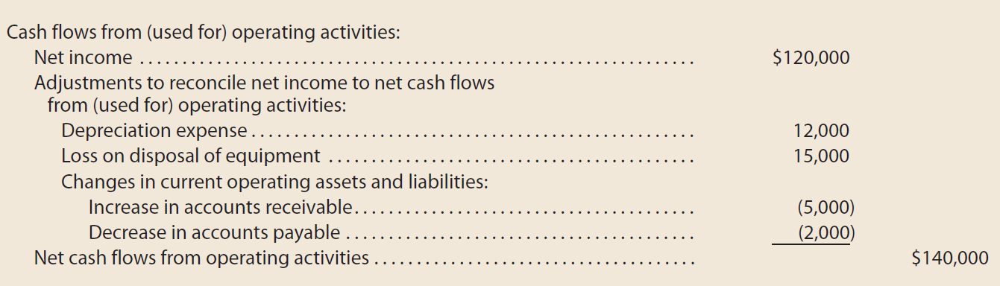 Cash flows from (used for) operating activities:
Net income ........................................ $120,000
Adjustments to reconcile net income to net cash flows
from (used for) operating activities:
Depreciation expense ........................................ 12,000
Loss on disposal of equipment ........................................ 15,000
Changes in current operating assets and liabilities:
Increase in accounts receivable ........................................ (5,000)
Decrease in accounts payable ........................................ (2,000)
Net cash flows from operating activities ........................................ $140,000